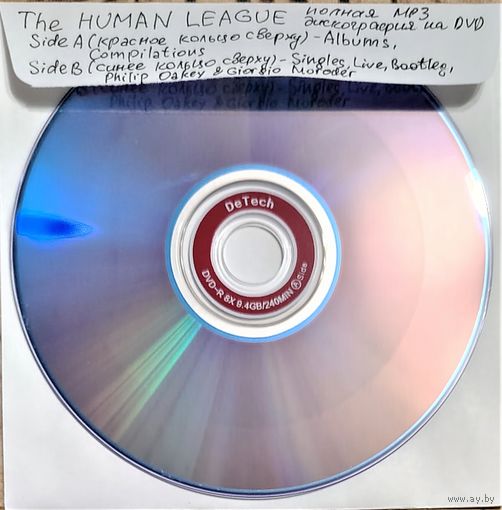 The HUMAN LEAGUE полная MP3
дискография на DVD
Side A (красное кольцо сверху) - Albums,
Compilations
Side B (синее кольцо сверху) - Singles, Live, Bootleg,
Philip Oakey & Giorgio Moroder
DeTech
DVD-R 8X 9.4GB/240MIN A Side
www.ay.by